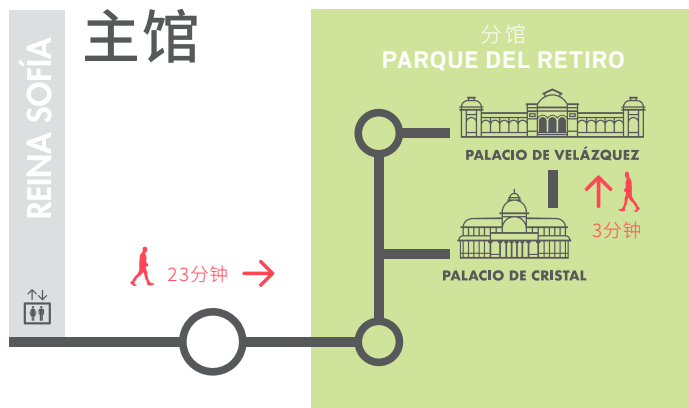 主馆
REINA SOFÍA
分馆
PARQUE DEL RETIRO
PALACIO DE VELÁZQUEZ
3分钟
PALACIO DE CRISTAL
23分钟